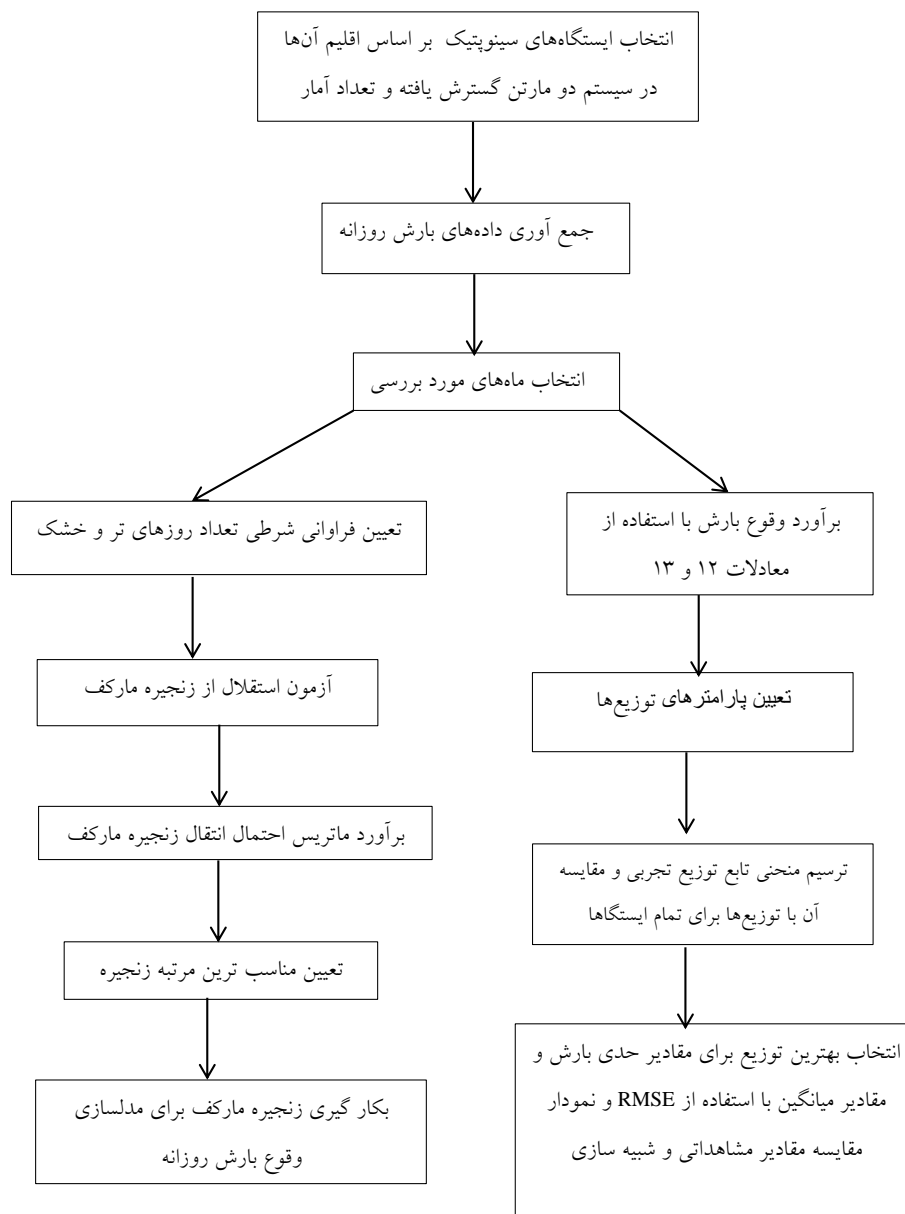 انتخاب ایستگاه‌های سینوپتیک بر اساس اقلیم آن‌ها
در سیستم دو مارتن گسترش یافته و تعداد آمار
جمع آوری داده‌های بارش روزانه
انتخاب ماه‌های مورد بررسی
برآورد وقوع بارش با استفاده از
معادلات ۱۲ و ۱۳
تعیین پارامترهای توزیع‌ها
ترسیم منحنی تابع توزیع تجربی و مقایسه
آن با توزیع‌ها برای تمام ایستگاها
انتخاب بهترین توزیع برای مقادیر حدی بارش و
مقادیر میانگین با استفاده از RMSE و نمودار
مقایسه مقادیر مشاهداتی و شبیه سازی
تعیین فراوانی شرطی تعداد روزهای تر و خشک
آزمون استقلال از زنجیره مارکف
برآورد ماتریس احتمال انتقال زنجیره مارکف
تعیین مناسب ترین مرتبه زنجیره
بکار گیری زنجیره مارکف برای مدلسازی
وقوع بارش روزانه